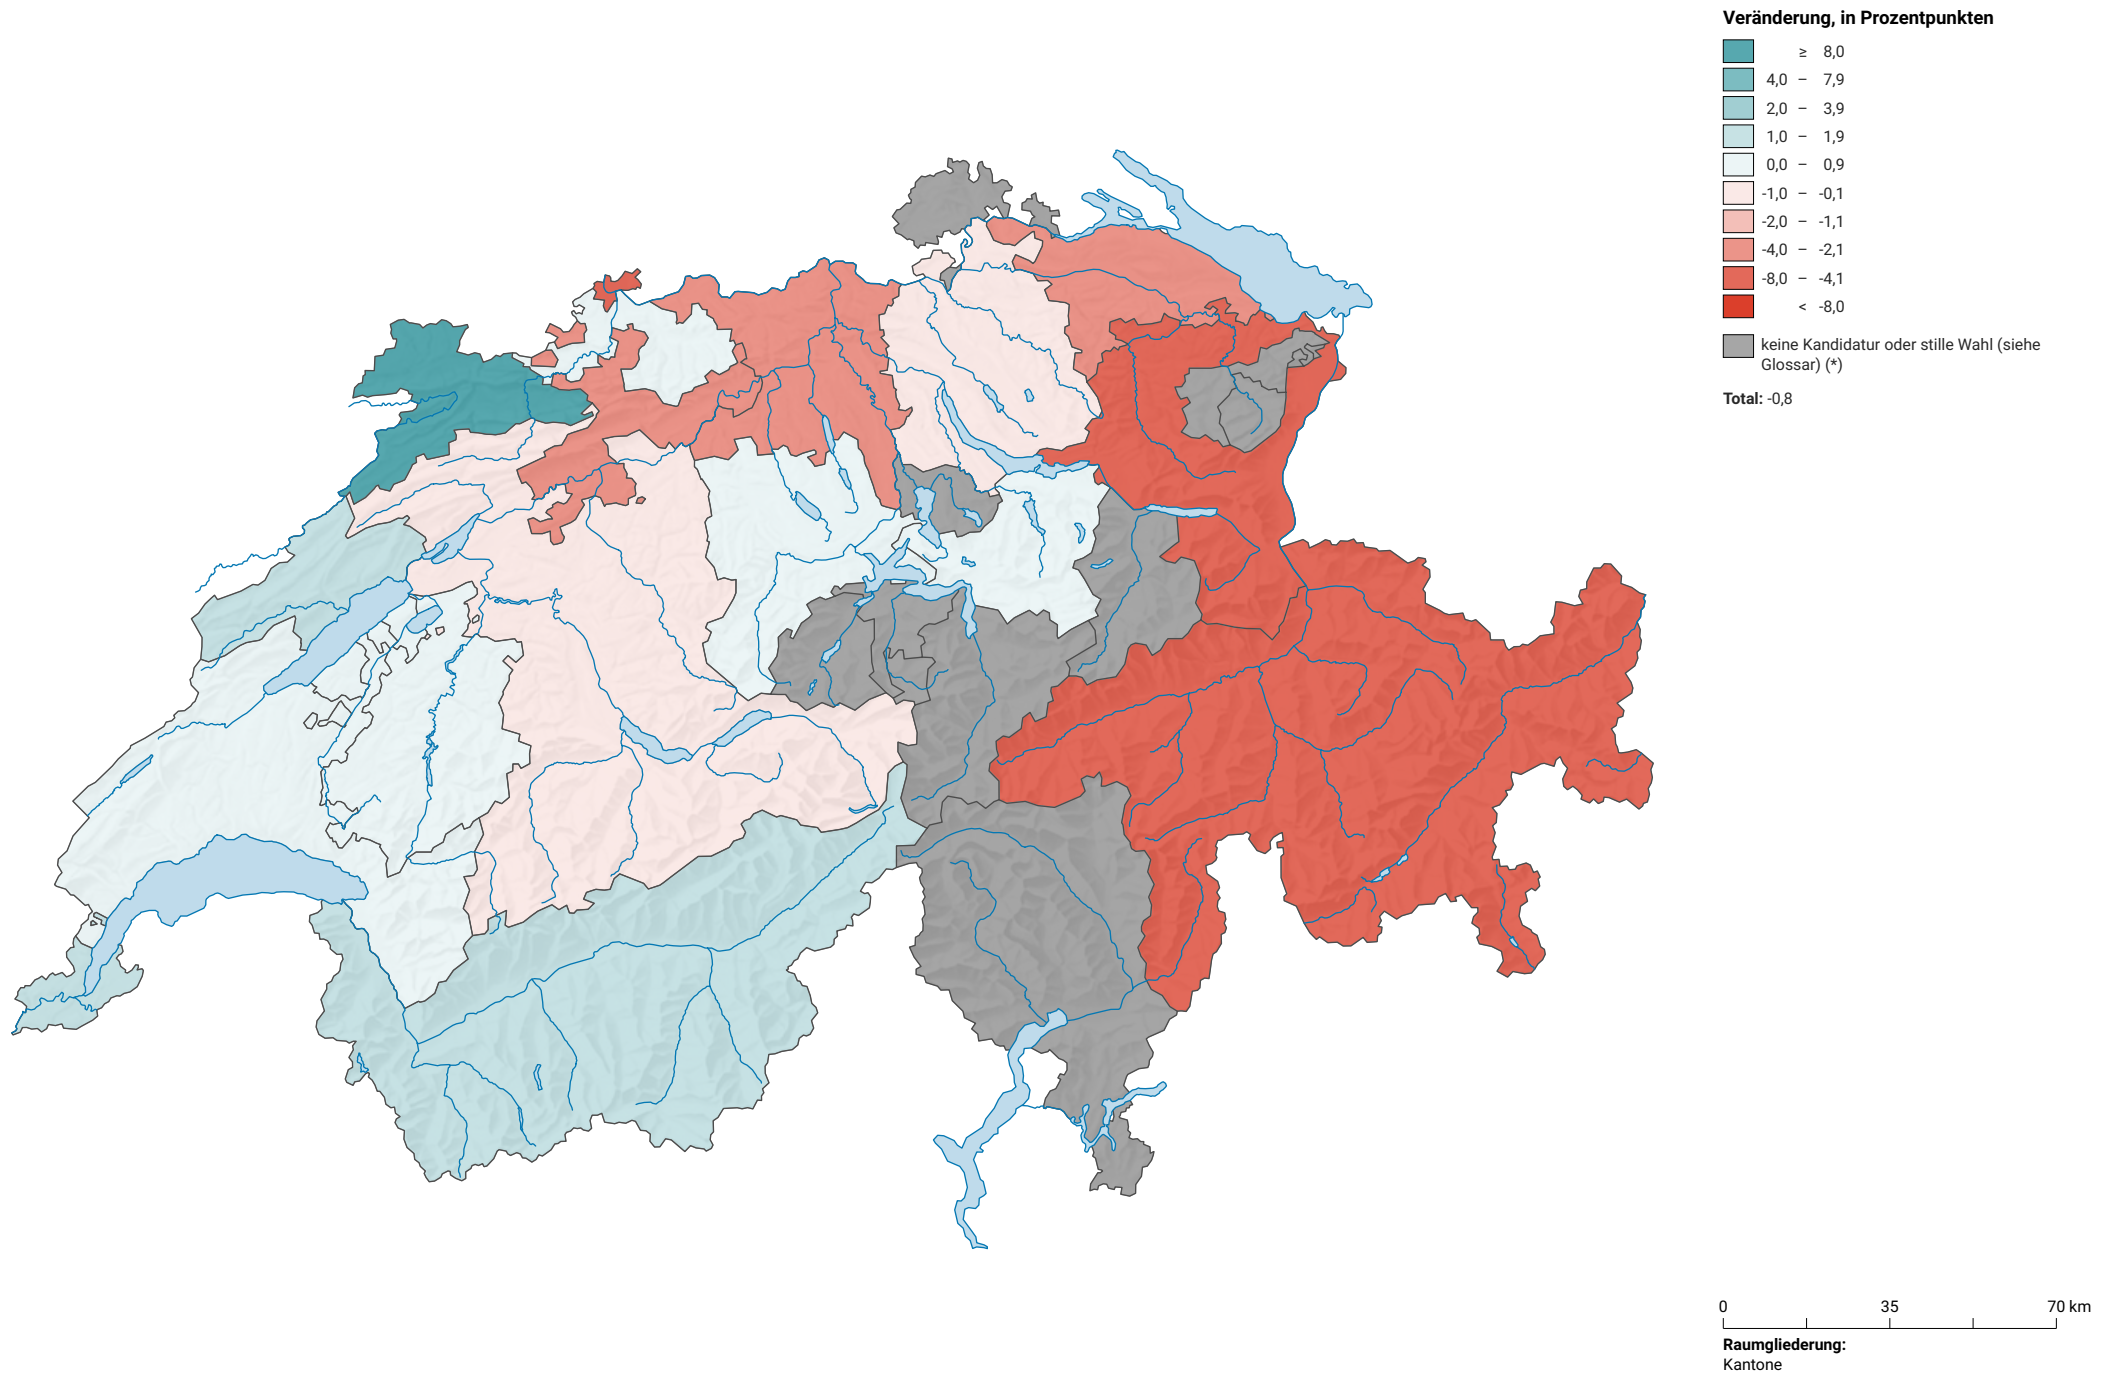 Veränderung, in Prozentpunkten
≥ 8,0
4,0 – 7,9
2,0 – 3,9
1,0 – 1,9
0,0 – 0,9
-1,0 – -0,1
-2,0 – -1,1
-4,0 – -2,1
-8,0 – -4,1
< -8,0
keine Kandidatur oder stille Wahl (siehe
Glossar) (*)
Total: -0,8
0 35 70 km
Raumgliederung:
Kantone